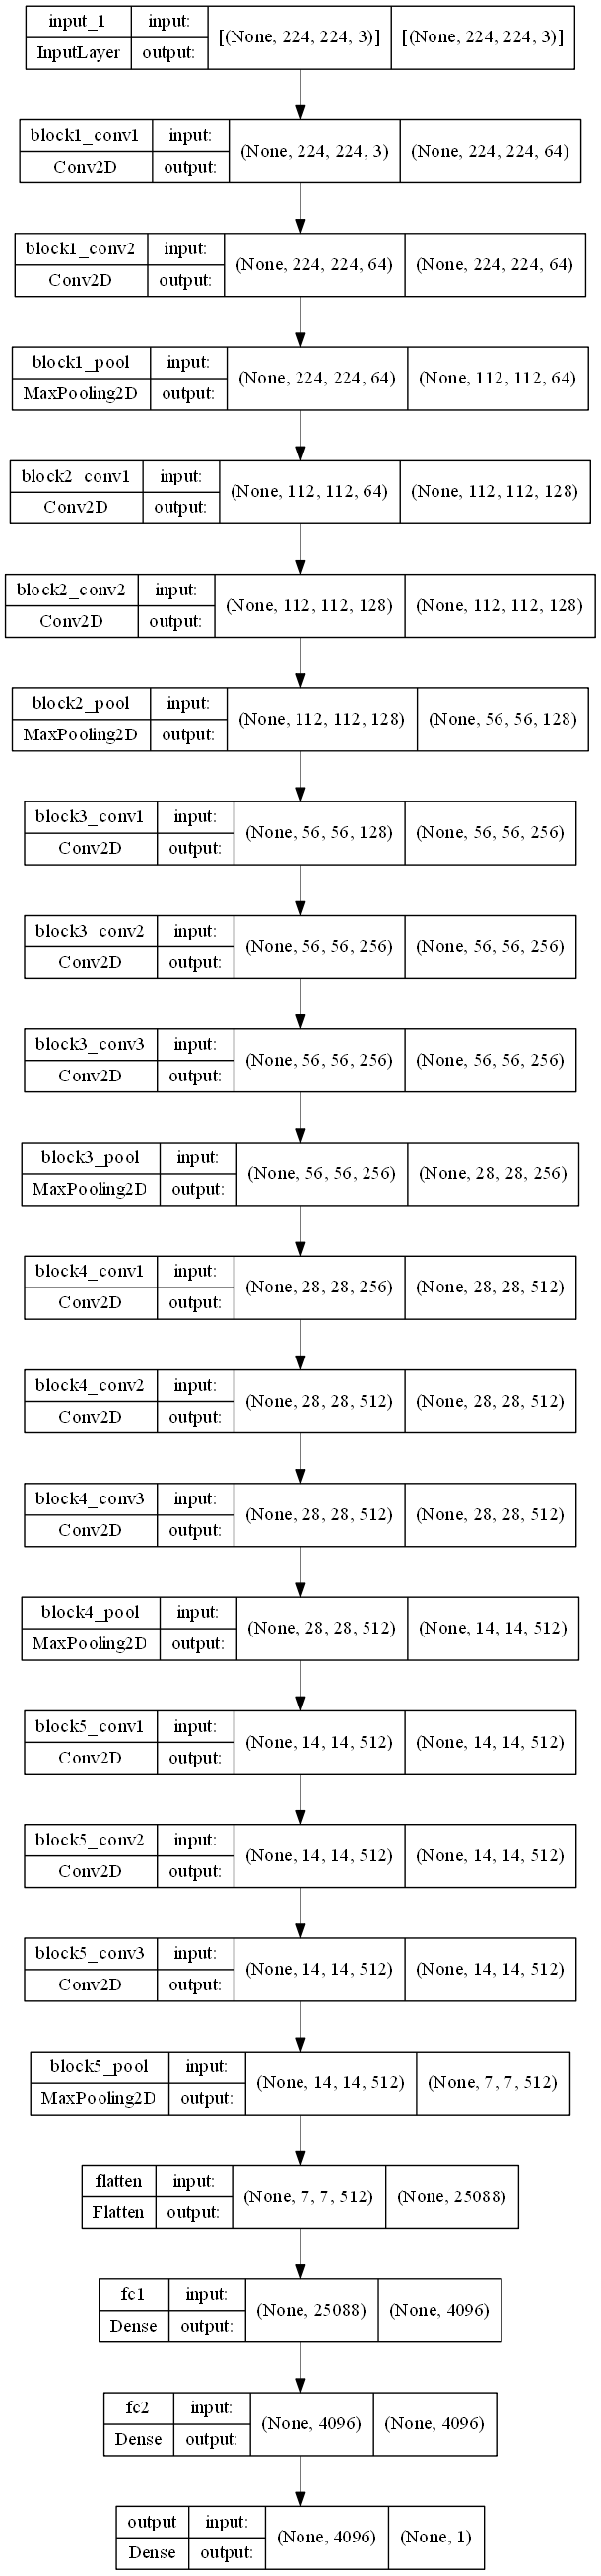 input_1 input: [(None, 224, 224, 3)] [(None, 224, 224, 3)]
InputLayer output:
block1_conv1 input: (None, 224, 224, 3) (None, 224, 224, 64)
Conv2D output:
block1_conv2 input: (None, 224, 224, 64) (None, 224, 224, 64)
Conv2D output:
block1_pool input: (None, 224, 224, 64) (None, 112, 112, 64)
MaxPooling2D output:
block2_conv1 input: (None, 112, 112, 64) (None, 112, 112, 128)
Conv2D output:
block2_conv2 input: (None, 112, 112, 128) (None, 112, 112, 128)
Conv2D output:
block2_pool input: (None, 112, 112, 128) (None, 56, 56, 128)
MaxPooling2D output:
block3_conv1 input: (None, 56, 56, 128) (None, 56, 56, 256)
Conv2D output:
block3_conv2 input: (None, 56, 56, 256) (None, 56, 56, 256)
Conv2D output:
block3_conv3 input: (None, 56, 56, 256) (None, 56, 56, 256)
Conv2D output:
block3_pool input: (None, 56, 56, 256) (None, 28, 28, 256)
MaxPooling2D output:
block4_conv1 input: (None, 28, 28, 256) (None, 28, 28, 512)
Conv2D output:
block4_conv2 input: (None, 28, 28, 512) (None, 28, 28, 512)
Conv2D output:
block4_conv3 input: (None, 28, 28, 512) (None, 28, 28, 512)
Conv2D output:
block4_pool input: (None, 28, 28, 512) (None, 14, 14, 512)
MaxPooling2D output:
block5_conv1 input: (None, 14, 14, 512) (None, 14, 14, 512)
Conv2D output:
block5_conv2 input: (None, 14, 14, 512) (None, 14, 14, 512)
Conv2D output:
block5_conv3 input: (None, 14, 14, 512) (None, 14, 14, 512)
Conv2D output:
block5_pool input: (None, 14, 14, 512) (None, 7, 7, 512)
MaxPooling2D output:
flatten input: (None, 7, 7, 512) (None, 25088)
Flatten output:
fc1 input: (None, 25088) (None, 4096)
Dense output:
fc2 input: (None, 4096) (None, 4096)
Dense output:
output input: (None, 4096) (None, 1)
Dense output: